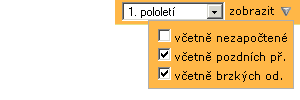 1. pololetí zobrazit
včetně nezapočtené
včetně pozdních př.
včetně brzkých od.